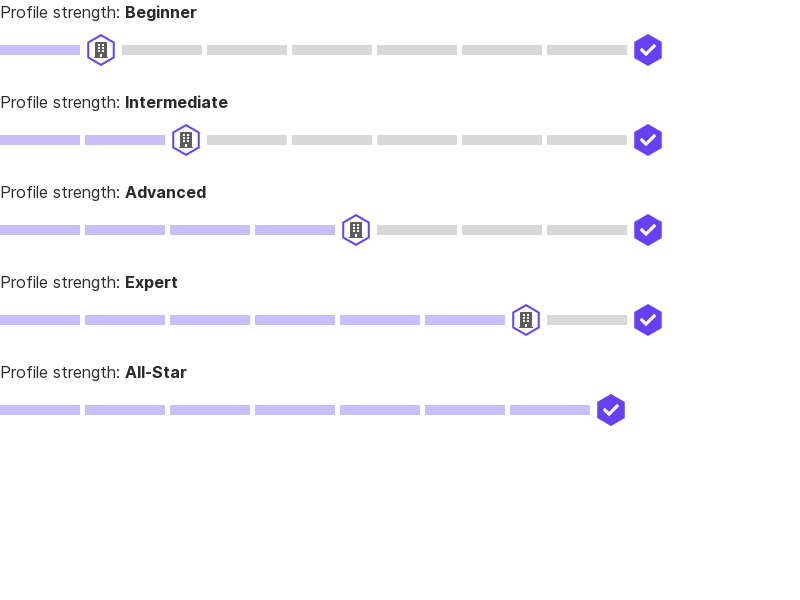 Profile strength: Beginner
Profile strength: Intermediate
Profile strength: Advanced
Profile strength: Expert
Profile strength: All-Star